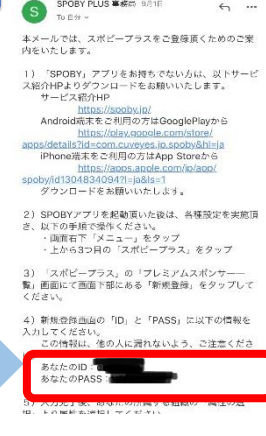 S
SPOBY PLUS 事務局 9月1日
To 自分
本メールでは、スポビープラスをご登録頂くためのご案
内をいたします。
1）「SPOBY」アプリをお持ちでない方は、以下サービ
ス紹介HPよりダウンロードをお願いいたします。
サービス紹介HP
https://spoby.jp/
Android端末をご利用の方はGooglePlayから
https://play.google.com/store/
apps/details?id=com.cuveyes.jp.spoby&hl=ja
iPhone端末をご利用の方はApp Storeから
https://apps.apple.com/jp/app/
spoby/id1304834094?l=ja&ls=1
ダウンロードをお願いいたします。
2）SPOBYアプリを起動頂いた後は、各種設定を実施頂
き、以下の手順で操作ください。
・画面右下「メニュー」をタップ
・上から3つ目の「スポビープラス」をタップ
3）「スポビープラス」の「プレミアムスポンサー一
覧」画面にて画面下部にある「新規登録」をタップして
ください。
4）新規登録画面の「ID」と「PASS」に以下の情報を
入力してください。
この情報は、他の人に漏れないよう、ご注意くださ
あなたのID：
あなたのPASS：